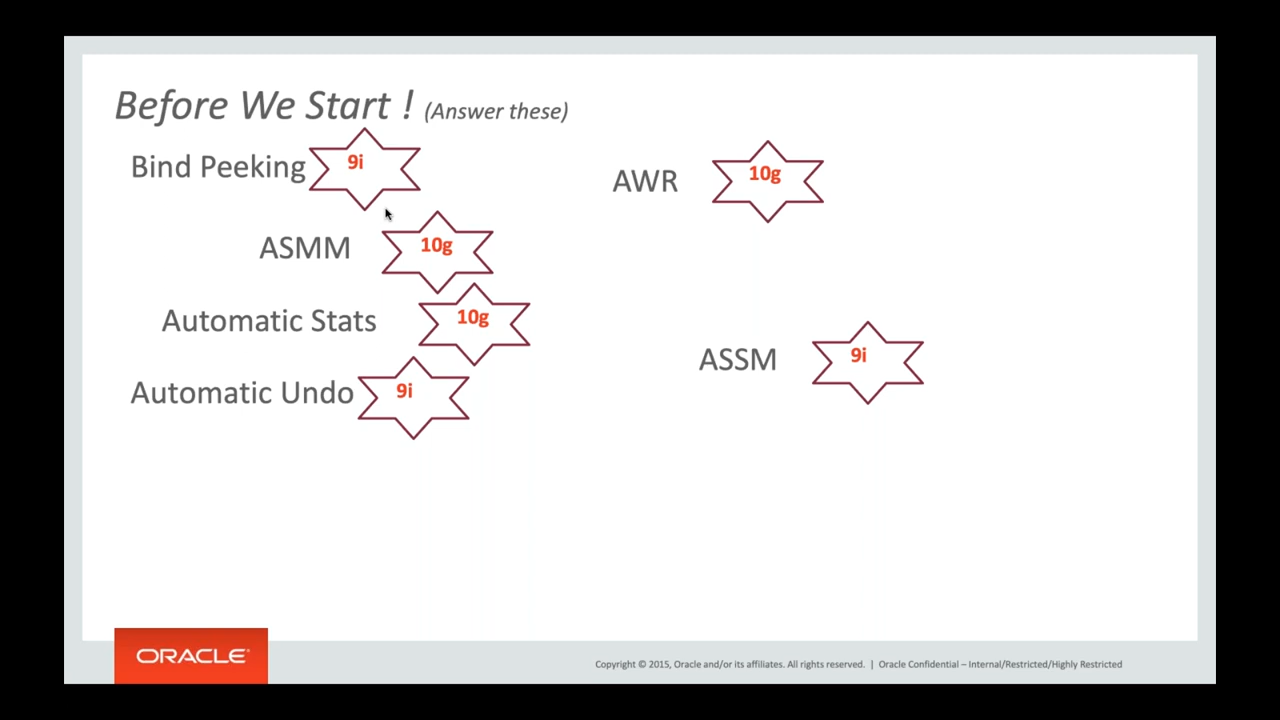 Before We Start ! (Answer these)
Bind Peeking 9i
AWR 10g
ASMM 10g
Automatic Stats 10g
ASSM 9i
Automatic Undo 9i
ORACLE®
Copyright © 2015, Oracle and/or its affiliates. All rights reserved. | Oracle Confidential – Internal/Restricted/Highly Restricted